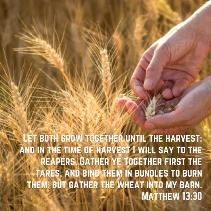 Let both grow together until the harvest:
and in the time of harvest I will say to the
reapers, Gather ye together first the
tares, and bind them in bundles to burn
them: but gather the wheat into my barn.
Matthew 13:30